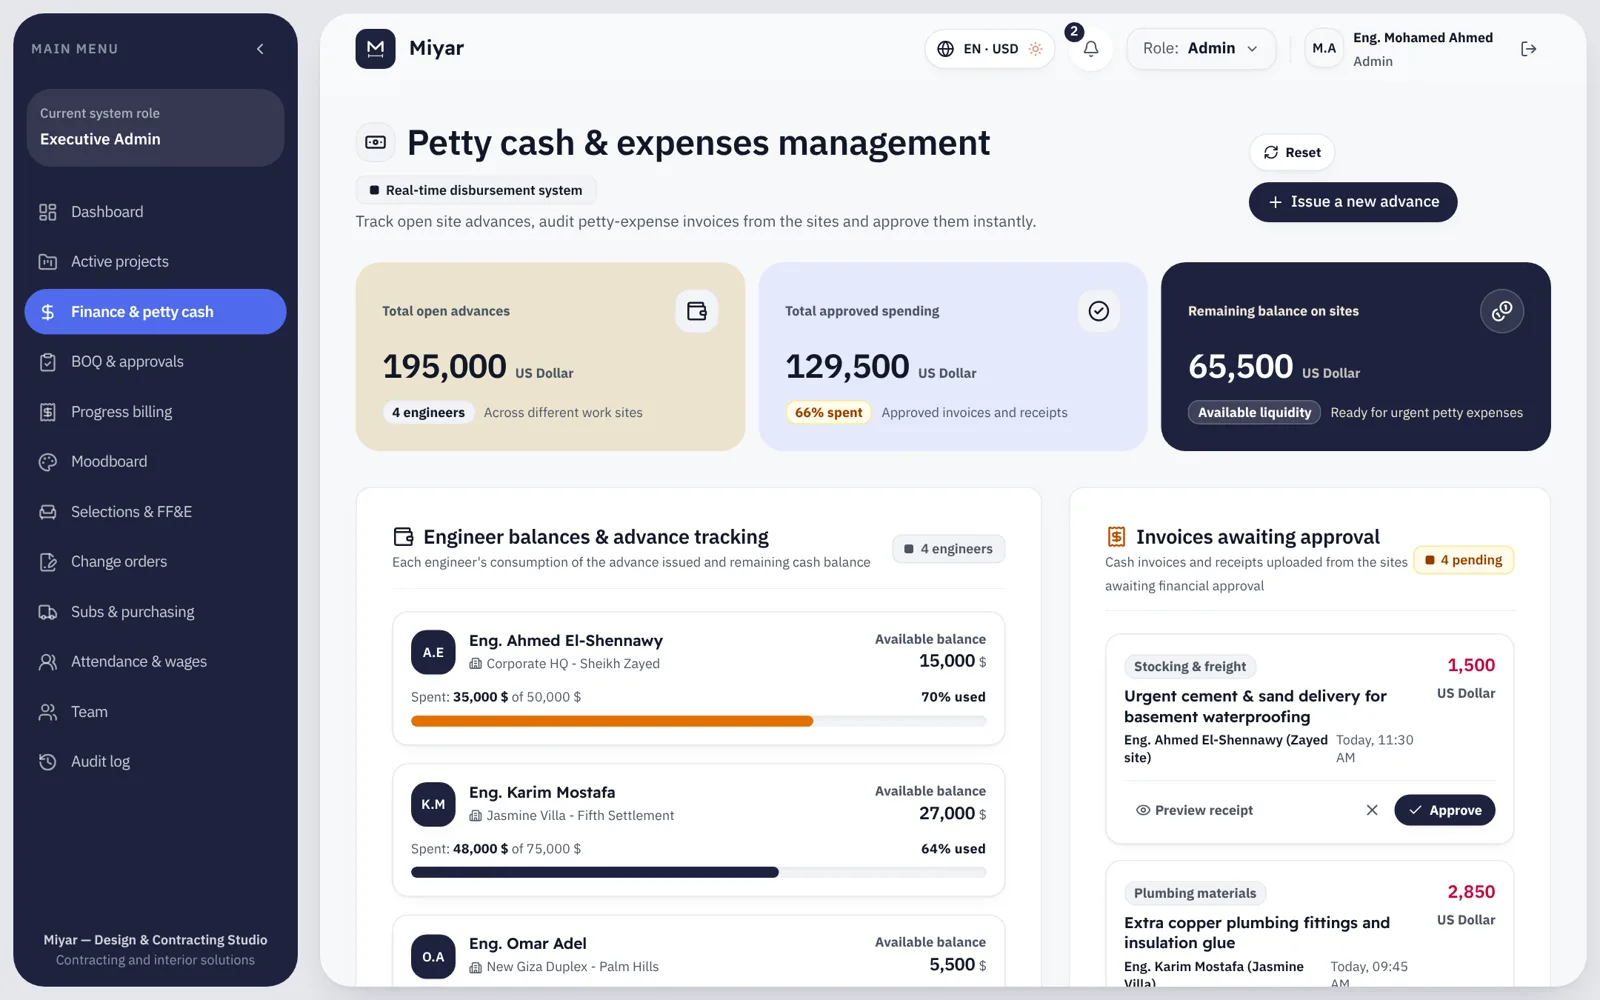 MAIN MENU
Current system role
Executive Admin
Dashboard
Active projects
Finance & petty cash
BOQ & approvals
Progress billing
Moodboard
Selections & FF&E
Change orders
Subs & purchasing
Attendance & wages
Team
Audit log
Miyar — Design & Contracting Studio
Contracting and interior solutions
Miyar
EN · USD
2
Role: Admin
M.A
Eng. Mohamed Ahmed
Admin
Petty cash & expenses management
Real-time disbursement system
Track open site advances, audit petty-expense invoices from the sites and approve them instantly.
Reset
Issue a new advance
Total open advances
195,000 US Dollar
4 engineers Across different work sites
Total approved spending
129,500 US Dollar
66% spent Approved invoices and receipts
Remaining balance on sites
65,500 US Dollar
Available liquidity Ready for urgent petty expenses
Engineer balances & advance tracking
Each engineer's consumption of the advance issued and remaining cash balance
4 engineers
A.E
Eng. Ahmed El-Shennawy
Corporate HQ - Sheikh Zayed
Available balance
15,000 $
Spent: 35,000 $ of 50,000 $
70% used
K.M
Eng. Karim Mostafa
Jasmine Villa - Fifth Settlement
Available balance
27,000 $
Spent: 48,000 $ of 75,000 $
64% used
O.A
Eng. Omar Adel
New Giza Duplex - Palm Hills
Available balance
5,500 $
Invoices awaiting approval
Cash invoices and receipts uploaded from the sites
awaiting financial approval
4 pending
Stocking & freight
1,500
US Dollar
Urgent cement & sand delivery for
basement waterproofing
Eng. Ahmed El-Shennawy (Zayed
site)
Today, 11:30
AM
Preview receipt
Approve
Plumbing materials
2,850
US Dollar
Extra copper plumbing fittings and
insulation glue
Eng. Karim Mostafa (Jasmine
Villa)
Today, 09:45
AM